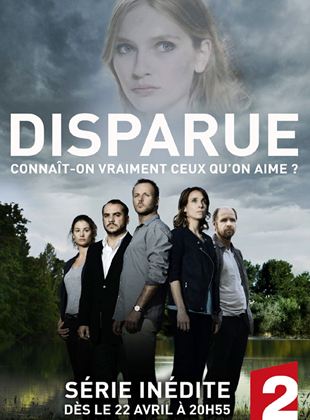 DISPARUE
CONNAÎT-ON VRAIMENT CEUX QU'ON AIME ?
SÉRIE INÉDITE
DÈS LE 22 AVRIL À 20H55
2